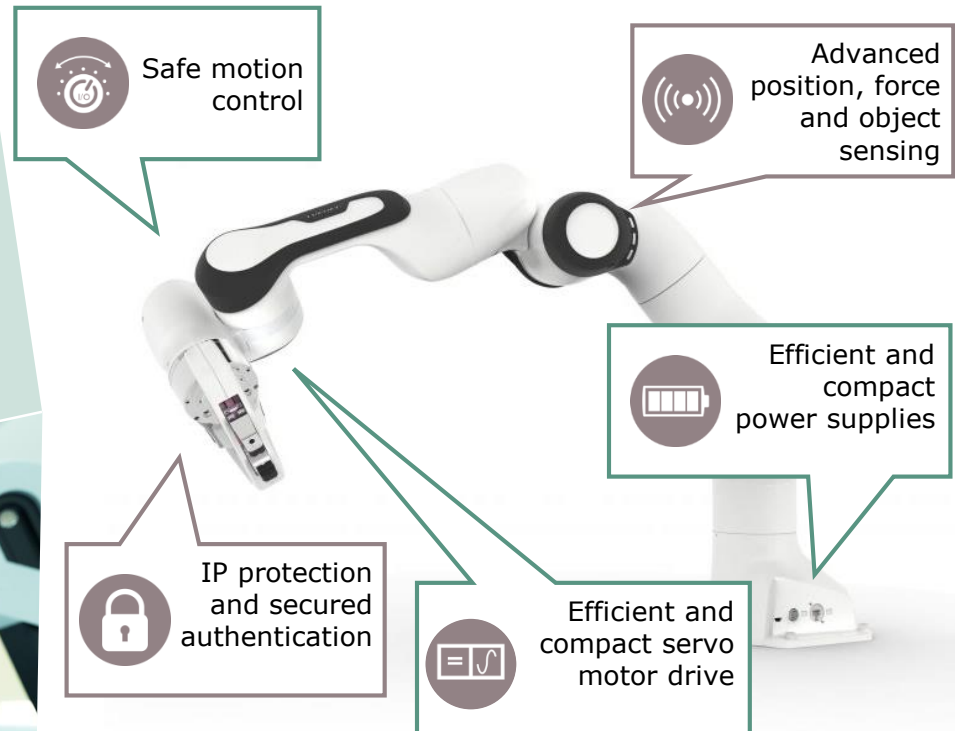 Safe motion
control
Advanced
position, force
and object
sensing
Efficient and
compact
power supplies
IP protection
and secured
authentication
Efficient and
compact servo
motor drive
I/O
=